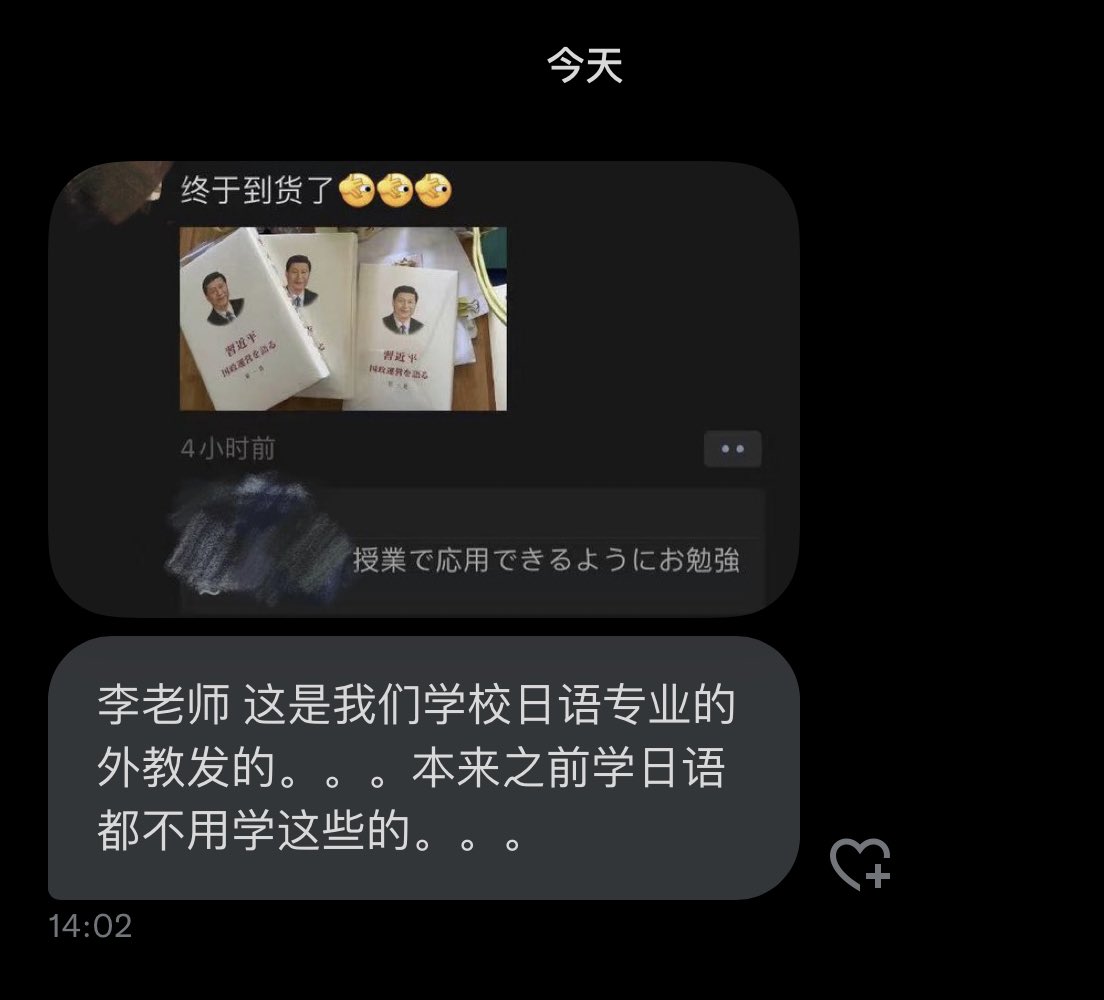 今天
终于到货了
習近平
国政運営を語る
第一巻
習近平
国政運営を語る
4小时前
授業で応用できるようにお勉強
李老师 这是我们学校日语专业的
外教发的。。。本来之前学日语
都不用学这些的。。。
14:02